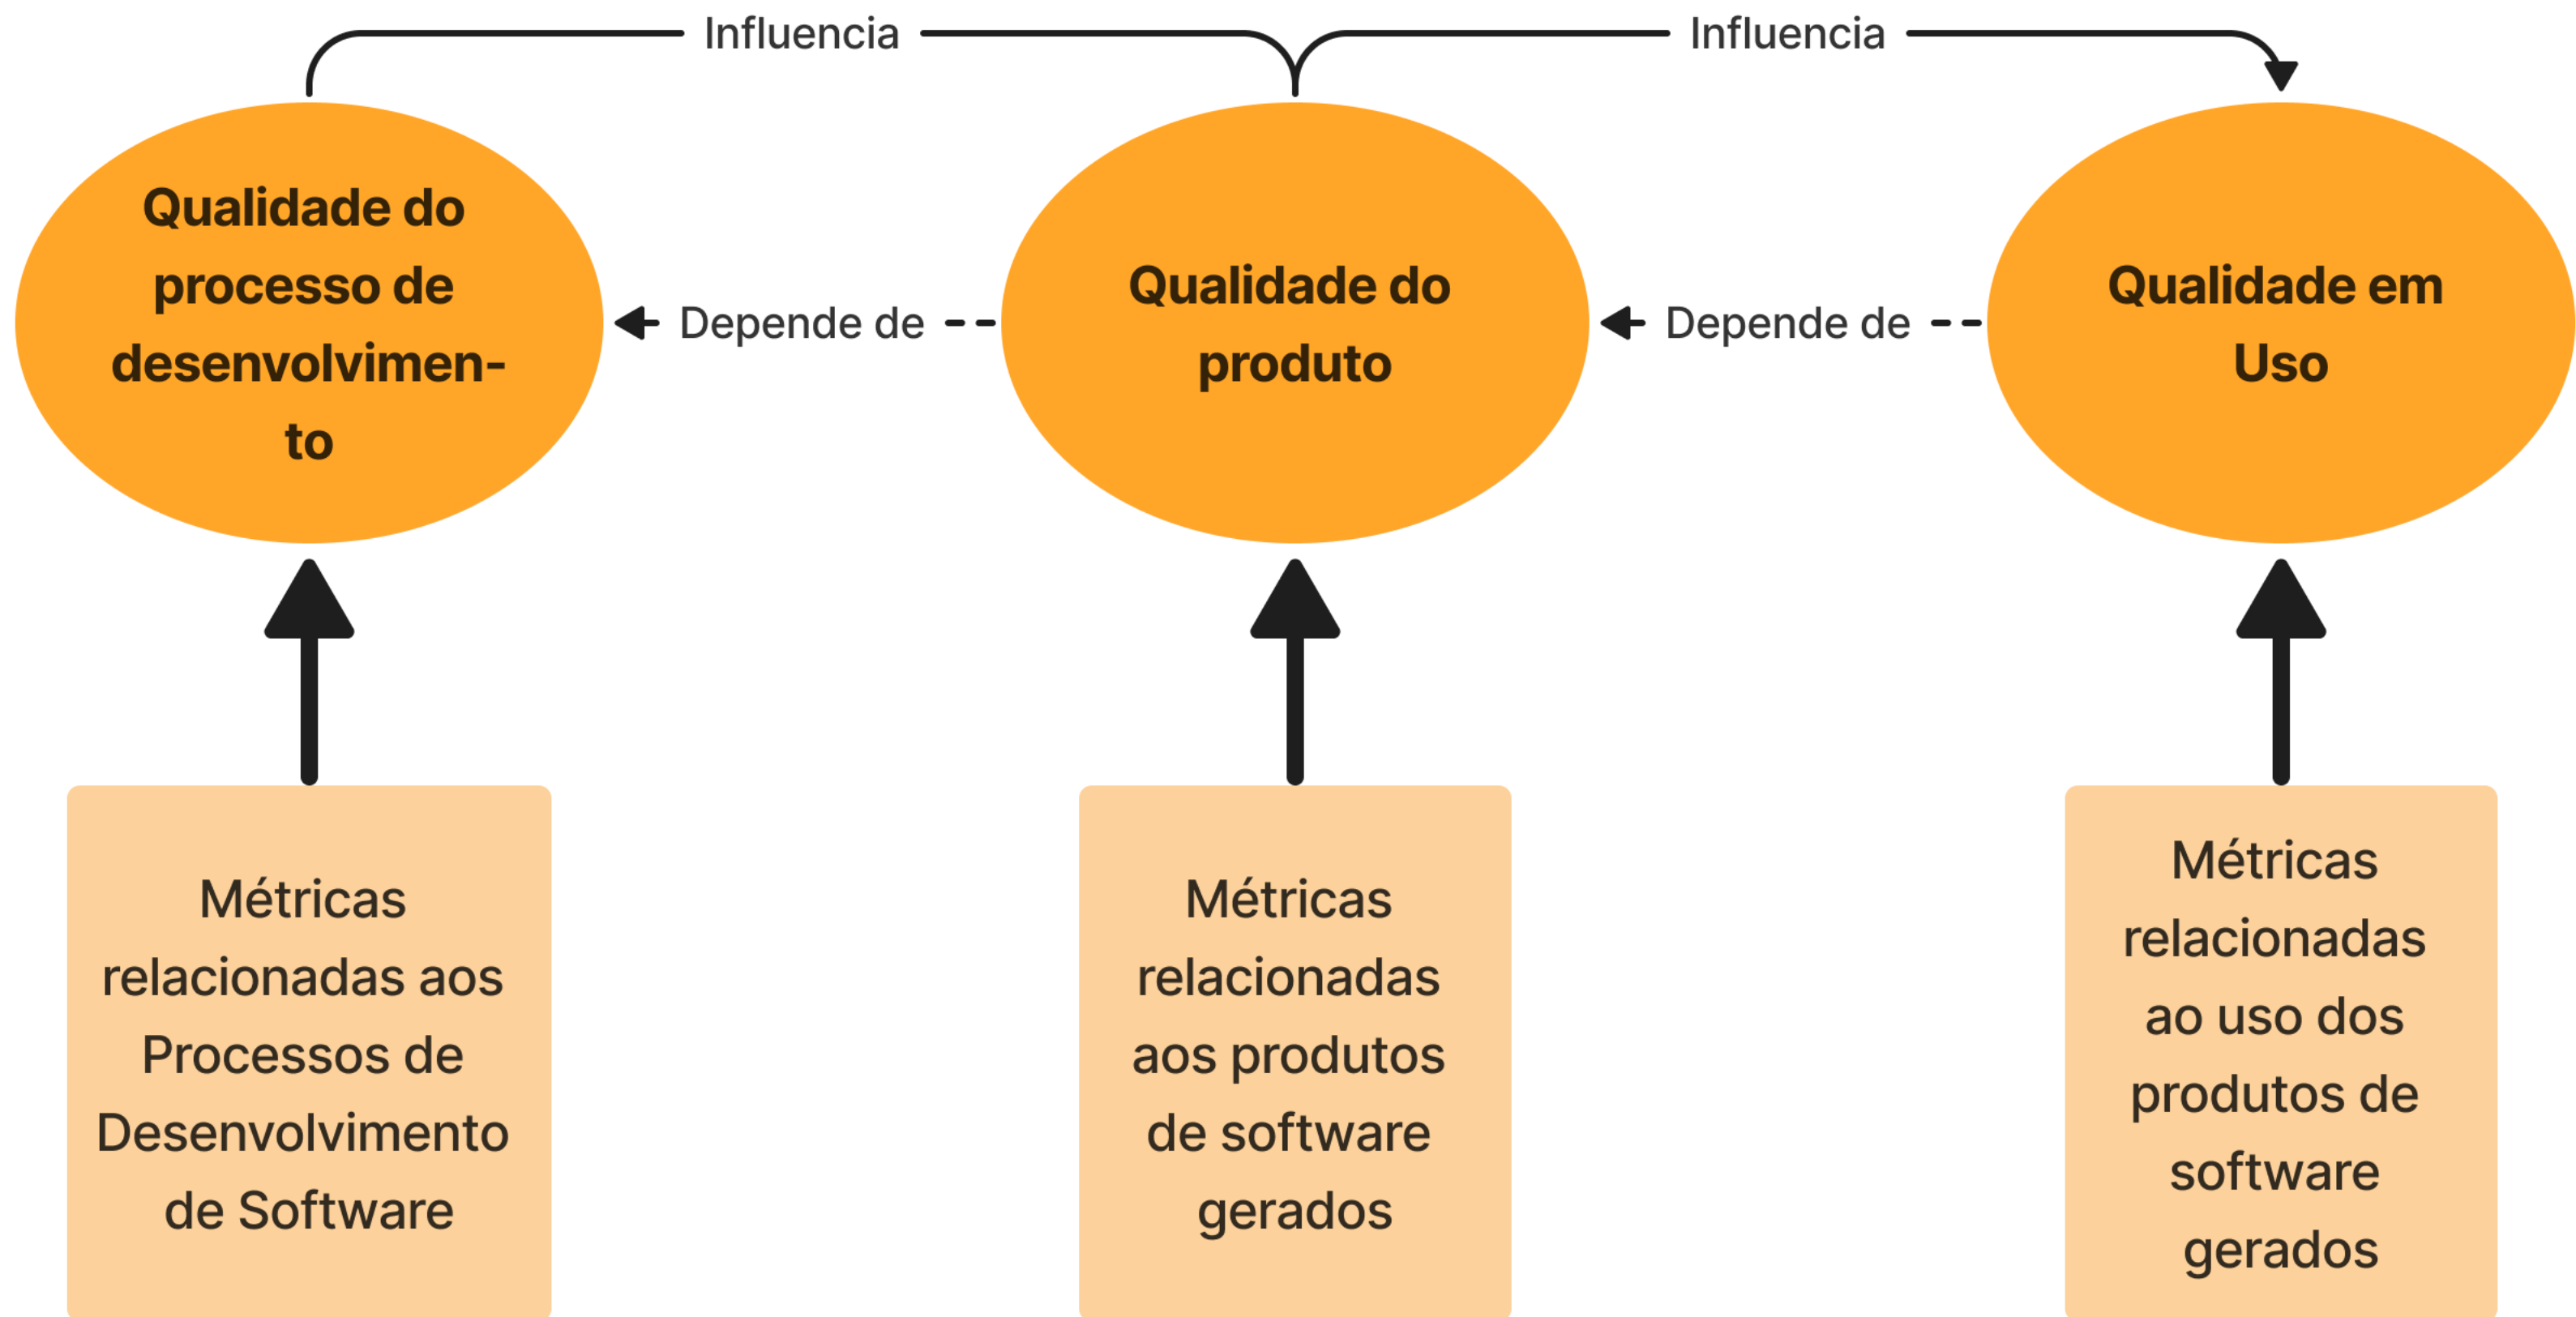 Influencia
Influencia
Qualidade do
processo de
desenvolvimen-
to
Depende de
Qualidade do
produto
Depende de
Qualidade em
Uso
Métricas
relacionadas aos
Processos de
Desenvolvimento
de Software
Métricas
relacionadas
aos produtos
de software
gerados
Métricas
relacionadas
ao uso dos
produtos de
software
gerados